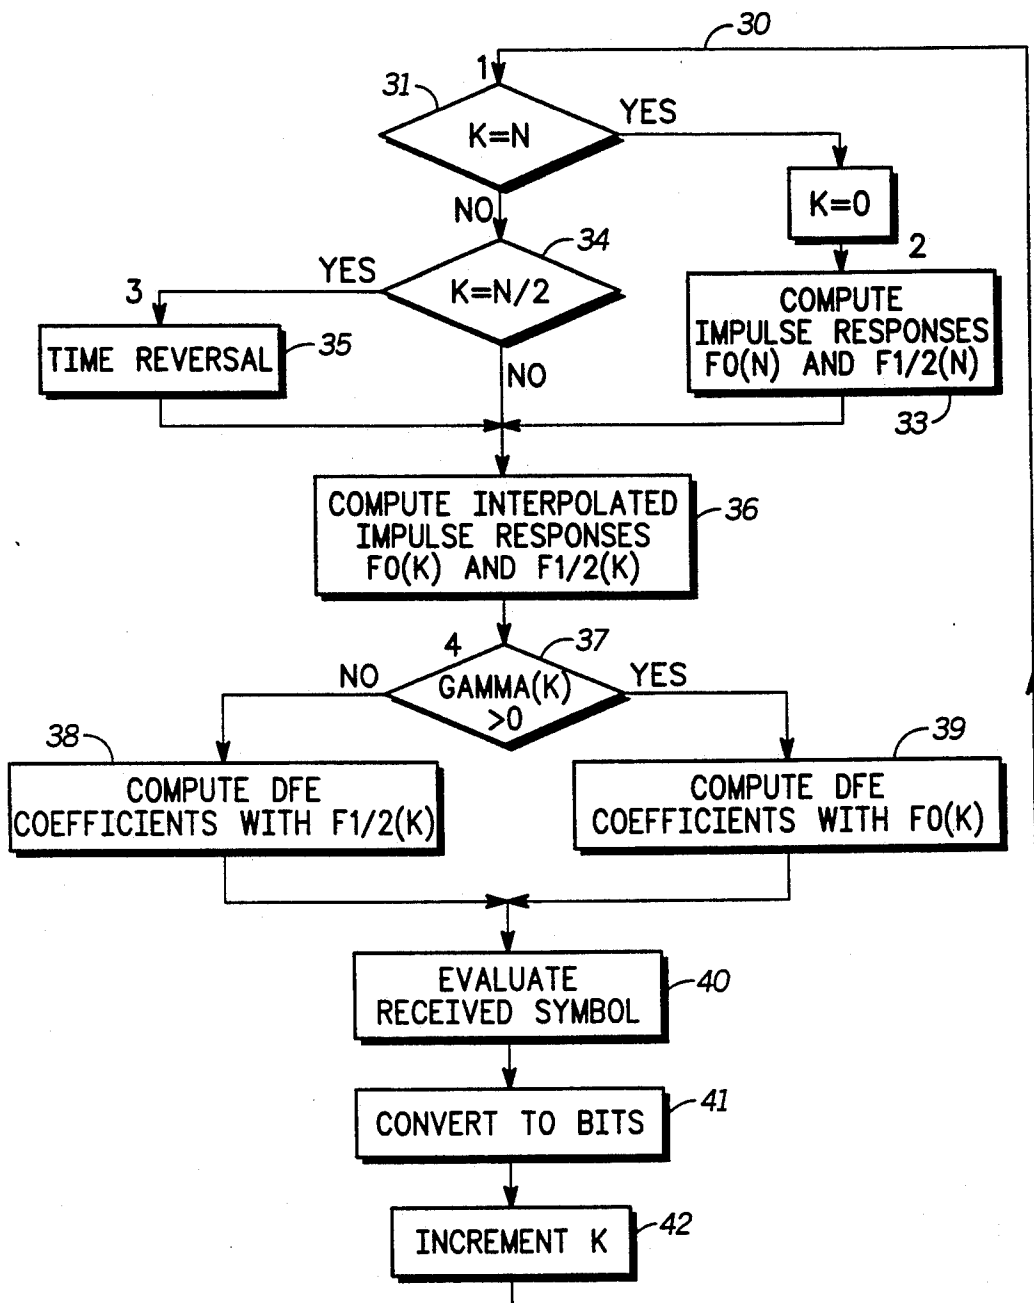 30
1
31
K=N
YES
NO
K=0
2
34
YES
3
K=N/2
COMPUTE
IMPULSE RESPONSES
F0(N) AND F1/2(N)
33
TIME REVERSAL
35
NO
COMPUTE INTERPOLATED
IMPULSE RESPONSES
F0(K) AND F1/2(K)
36
4
37
NO
GAMMA(K)
>0
YES
38
COMPUTE DFE
COEFFICIENTS WITH F1/2(K)
39
COMPUTE DFE
COEFFICIENTS WITH F0(K)
EVALUATE
RECEIVED SYMBOL
40
CONVERT TO BITS
41
INCREMENT K
42